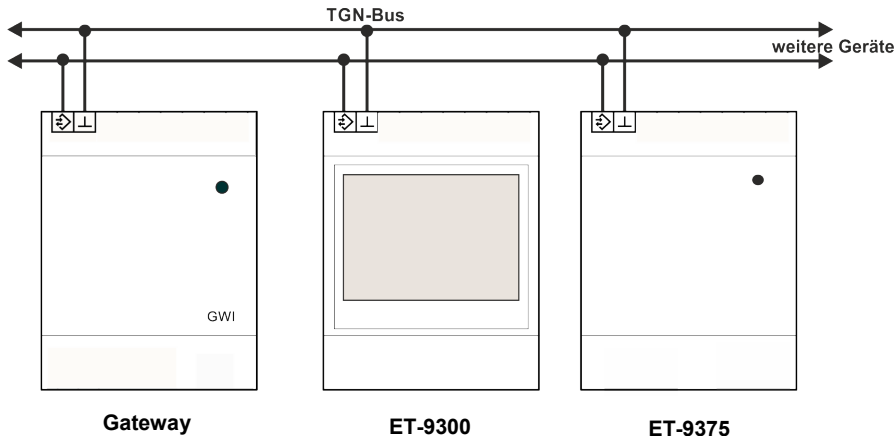 TGN-Bus
weitere Geräte
GWI
Gateway
ET-9300
ET-9375